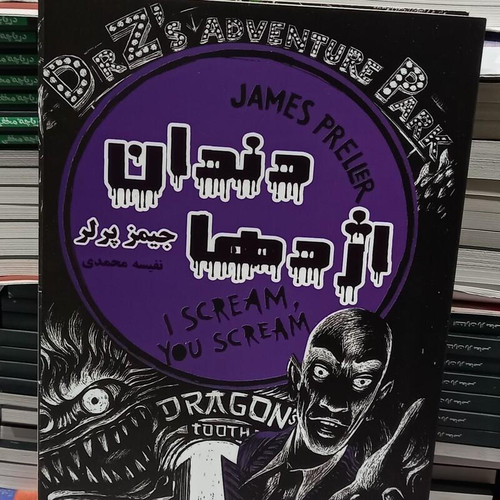 DR Z's ADVENTURE PARK
JAMES PRELLER
دندان
اژدها
جیمز پرلر
نفیسه محمدی
I SCREAM,
YOU SCREAM
DRAGON'S
TOOTH